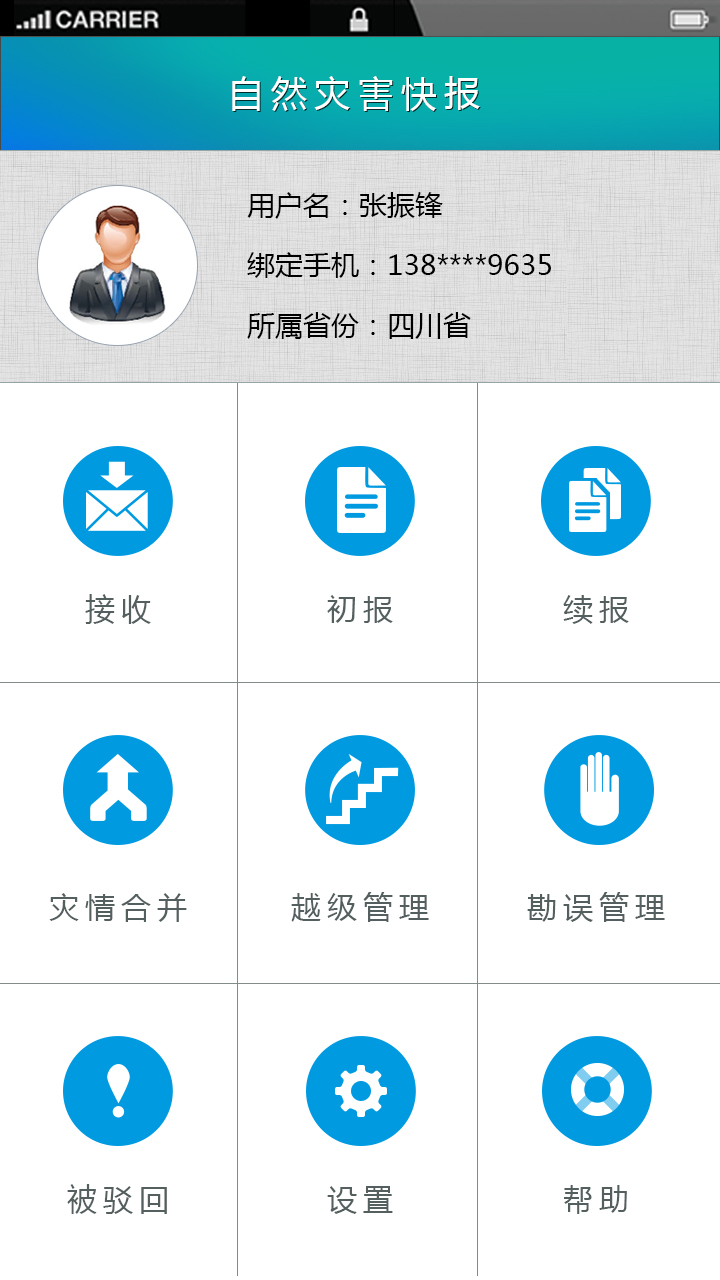 CARRIER
自然灾害快报
用户名：张振锋
绑定手机：138****9635
所属省份：四川省
接收
初报
续报
灾情合并
越级管理
勘误管理
被驳回
设置
帮助